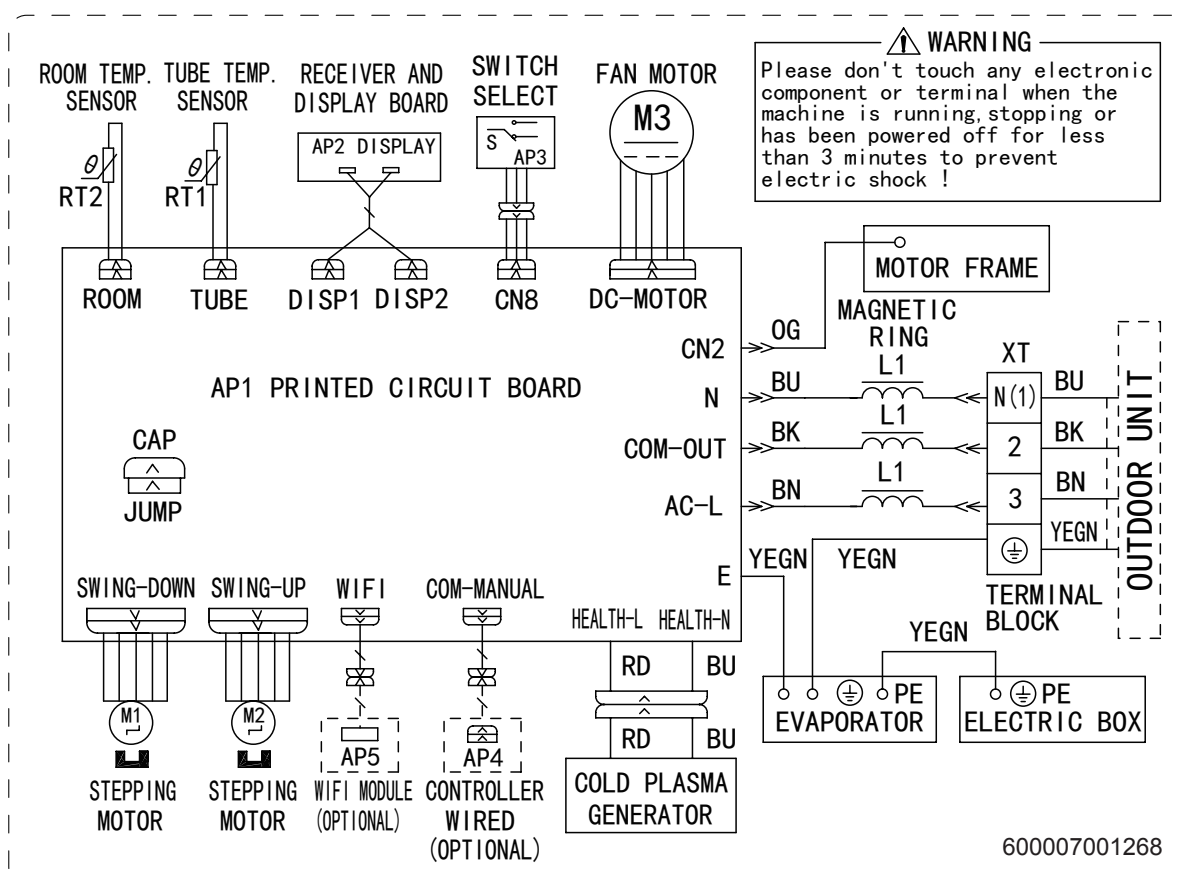 WARNING
Please don't touch any electronic
component or terminal when the
machine is running, stopping or
has been powered off for less
than 3 minutes to prevent
electric shock !
ROOM TEMP.
SENSOR
TUBE TEMP.
SENSOR
RECEIVER AND
DISPLAY BOARD
SWITCH
SELECT
FAN MOTOR
AP2 DISPLAY
S
AP3
M3
θ
RT2
θ
RT1
ROOM
TUBE
DISP1
DISP2
CN8
DC-MOTOR
MOTOR FRAME
CN2
OG
MAGNETIC
RING
XT
AP1 PRINTED CIRCUIT BOARD
N
BU
L1
N(1)
BU
COM-OUT
BK
L1
2
BK
AC-L
BN
L1
3
BN
YEGN
OUTDOOR UNIT
CAP
JUMP
E
YEGN
YEGN
TERMINAL
BLOCK
SWING-DOWN
SWING-UP
WIFI
COM-MANUAL
HEALTH-L
HEALTH-N
YEGN
RD
BU
PE
EVAPORATOR
PE
ELECTRIC BOX
M1
M2
AP5
AP4
RD
BU
STEPPING
MOTOR
STEPPING
MOTOR
WIFI MODULE
(OPTIONAL)
CONTROLLER
WIRED
(OPTIONAL)
COLD PLASMA
GENERATOR
600007001268